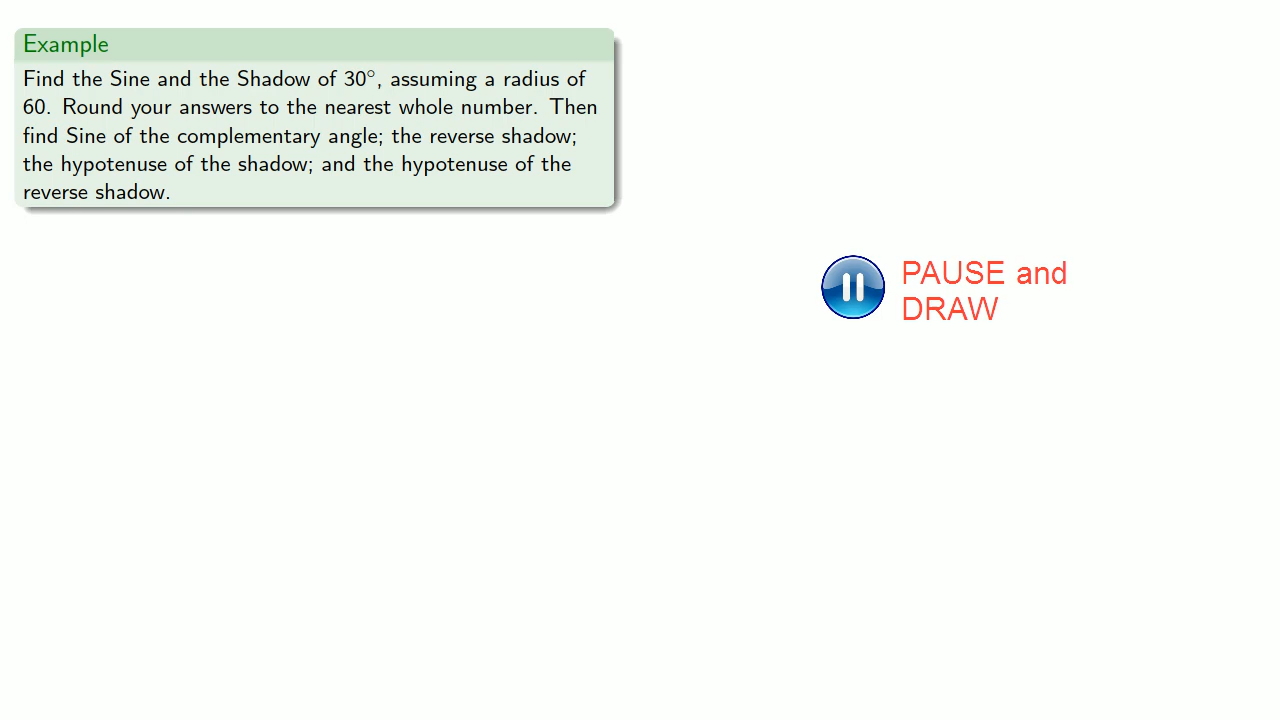 Example
Find the Sine and the Shadow of 30°, assuming a radius of
60. Round your answers to the nearest whole number. Then
find Sine of the complementary angle; the reverse shadow;
the hypotenuse of the shadow; and the hypotenuse of the
reverse shadow.
PAUSE and
DRAW